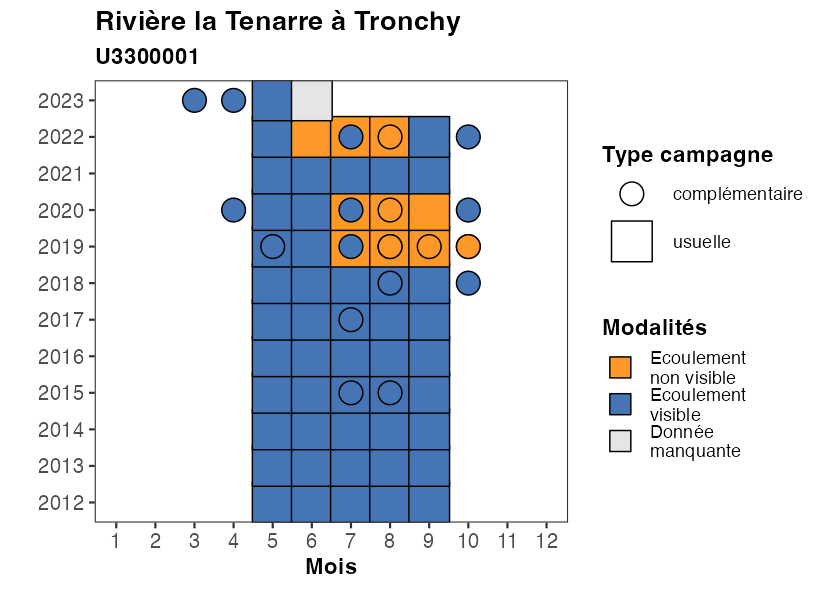 Rivière la Tenarre à Tronchy
U3300001
2023
2022
2021
2020
2019
2018
2017
2016
2015
2014
2013
2012
1 2 3 4 5 6 7 8 9 10 11 12
Mois
Type campagne
complémentaire
usuelle
Modalités
Ecoulement
non visible
Ecoulement
visible
Donnée
manquante